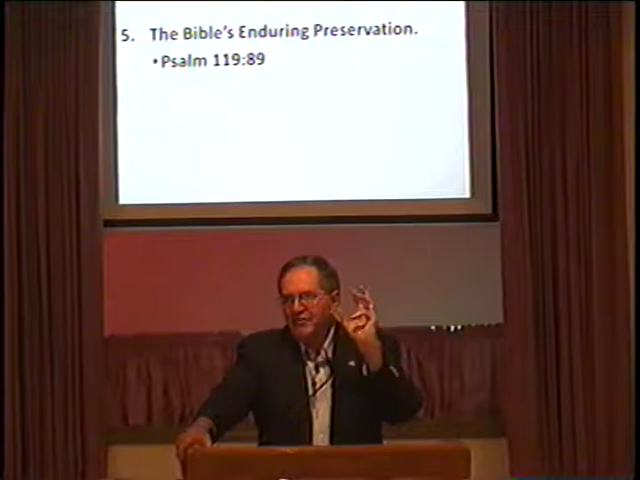 5. The Bible's Enduring Preservation.
•Psalm 119:89